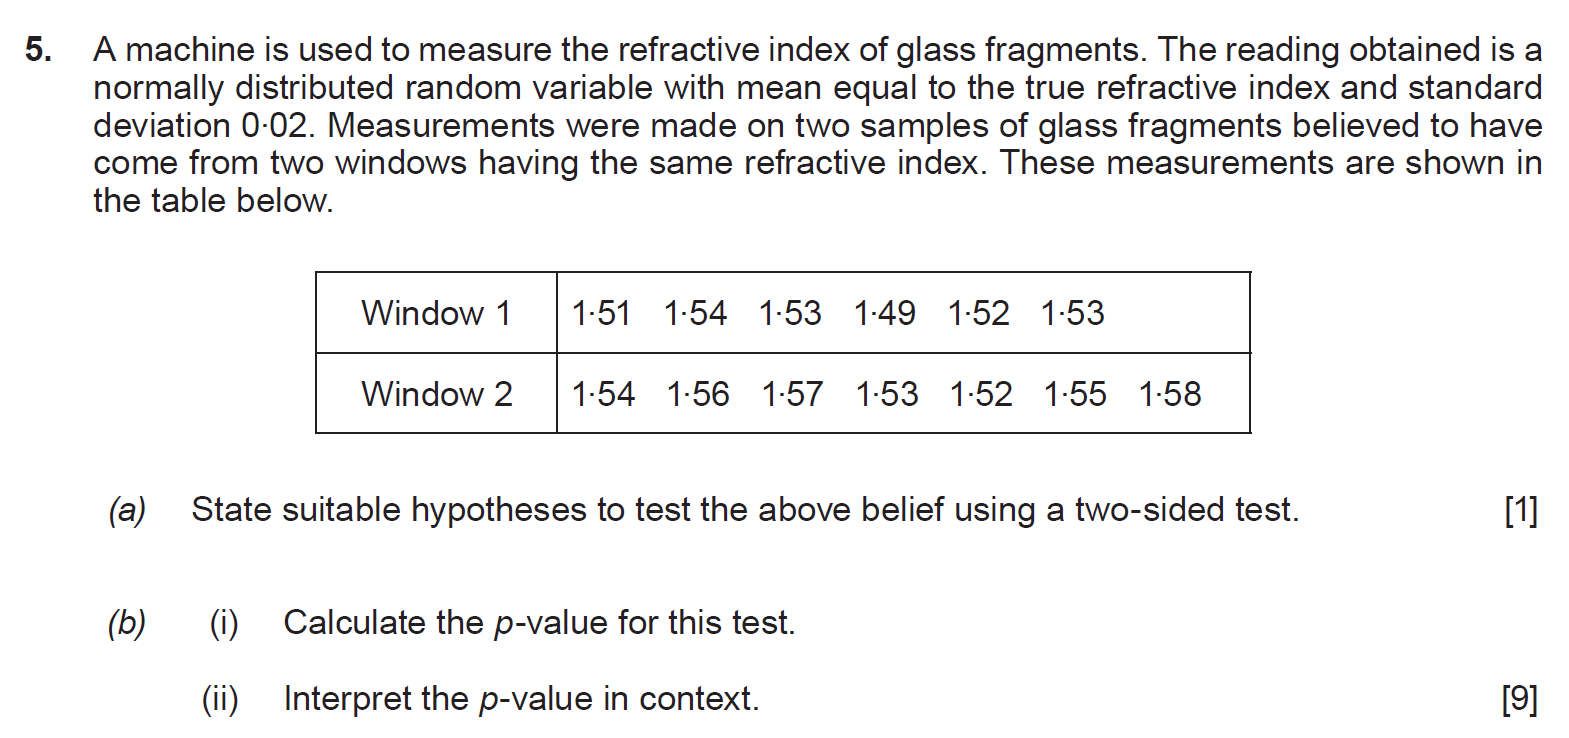 5. A machine is used to measure the refractive index of glass fragments. The reading obtained is a
normally distributed random variable with mean equal to the true refractive index and standard
deviation 0·02. Measurements were made on two samples of glass fragments believed to have
come from two windows having the same refractive index. These measurements are shown in
the table below.
Window 1 1·51 1·54 1·53 1·49 1·52 1·53
Window 2 1·54 1·56 1·57 1·53 1·52 1·55 1·58
(a) State suitable hypotheses to test the above belief using a two-sided test. [1]
(b) (i) Calculate the p-value for this test.
(ii) Interpret the p-value in context. [9]